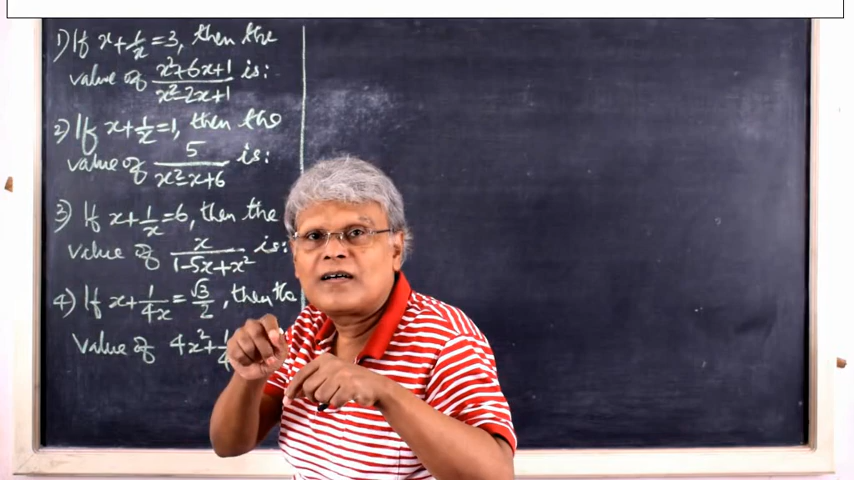 1) If x+1/x=3, then the
value of (x²+6x+1)/(x²-2x+1) is:
2) If x+1/x=1, then the
value of 5/(x²-x+6) is:
3) If x+1/x=6, then the
value of x/(1-5x+x²) is:
4) If x+1/4x=√3/2, then the
value of 4x²+